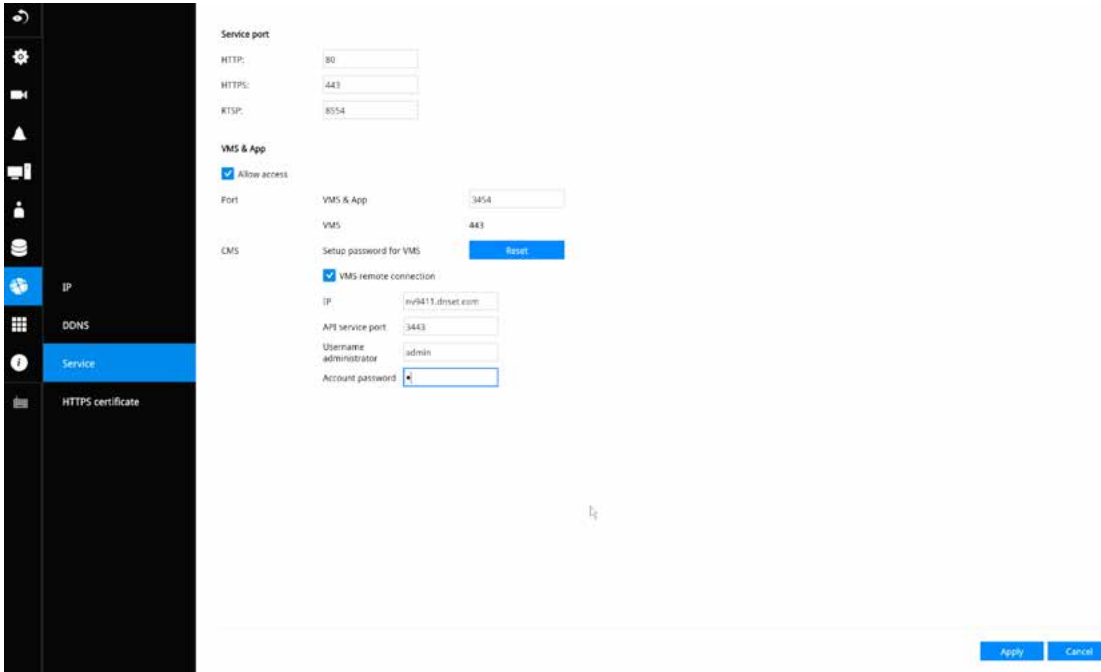 Service port
HTTP: 80
HTTPS: 443
RTSP: 8554
VMS & App
Allow access
Port VMS & App 3454
VMS 443
CMS Setup password for VMS Reset
VMS remote connection
IP nv9411.dnset.com
API service port 3443
Username administrator admin
Account password
IP
DDNS
Service
HTTPS certificate
Apply Cancel